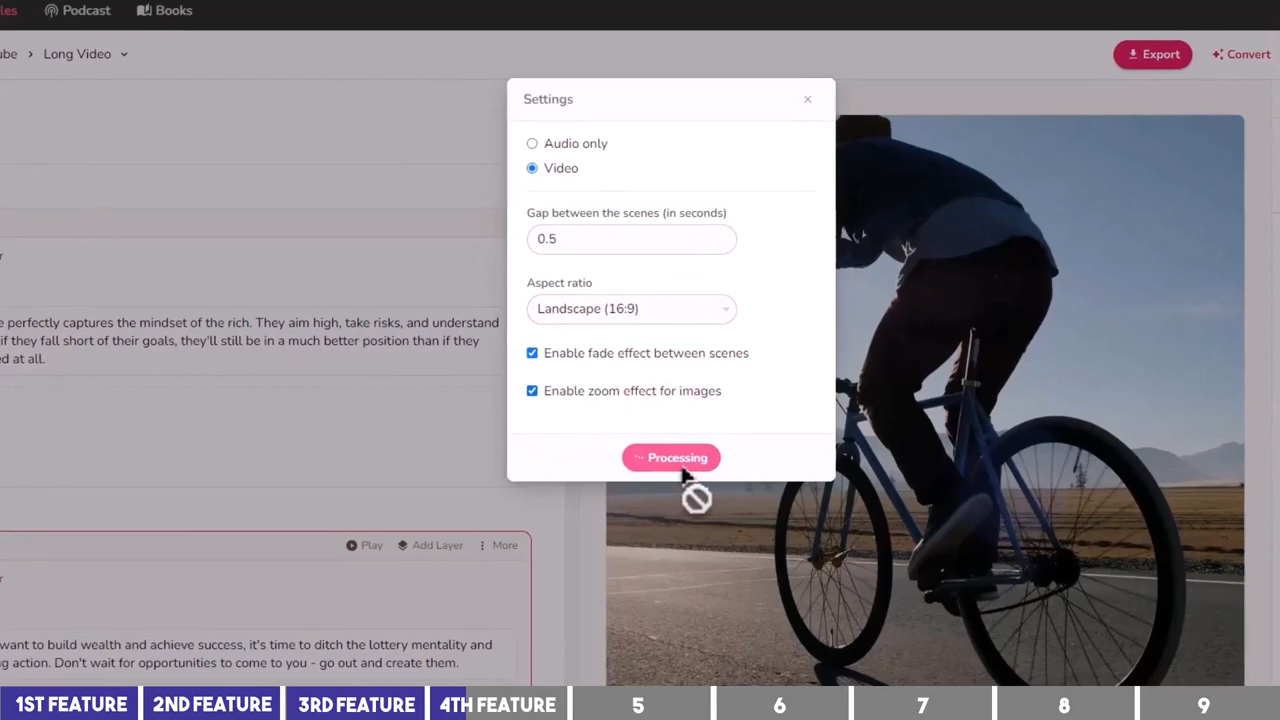 les Podcast Books
ube > Long Video
Export Convert
Settings
Audio only
Video
Gap between the scenes (in seconds)
0.5
Aspect ratio
Landscape (16:9)
Enable fade effect between scenes
Enable zoom effect for images
Processing
r
e perfectly captures the mindset of the rich. They aim high, take risks, and understand
if they fall short of their goals, they'll still be in a much better position than if they
ed at all.
Play Add Layer More
r
want to build wealth and achieve success, it's time to ditch the lottery mentality and
g action. Don't wait for opportunities to come to you - go out and create them.
1ST FEATURE 2ND FEATURE 3RD FEATURE 4TH FEATURE 5 6 7 8 9